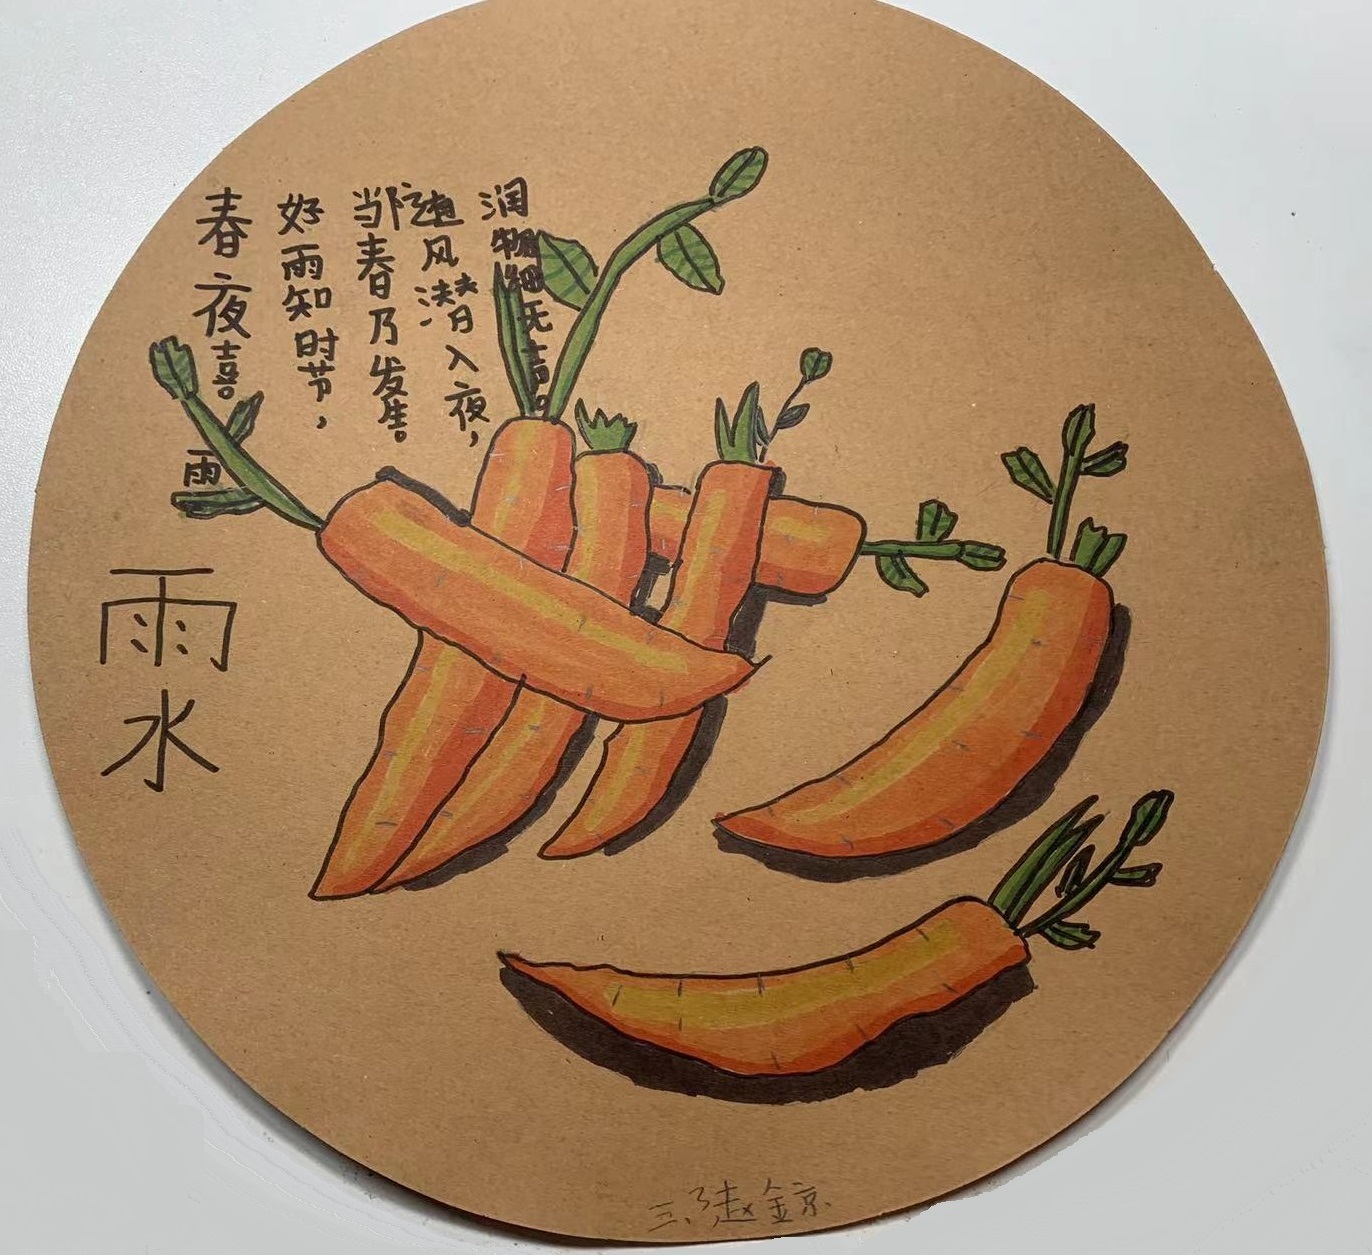 春夜喜雨
好雨知时节，
当春乃发生。
随风潜入夜，
润物细无声。
雨水
三、3 赵